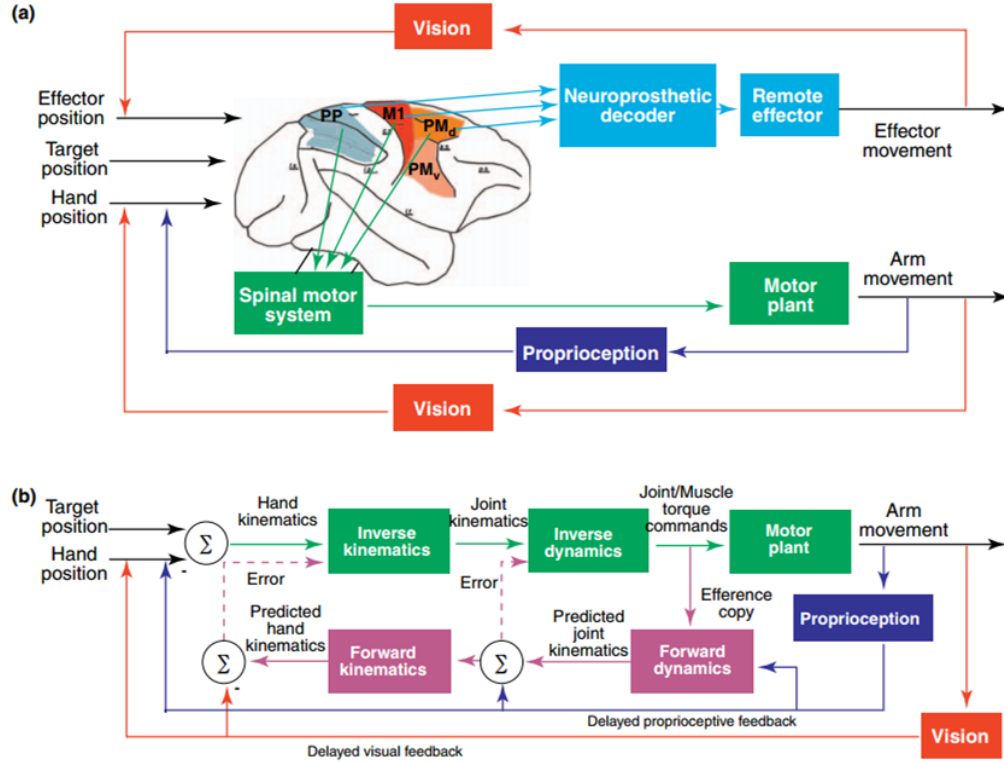 (a)
Vision
Effector
position
Target
position
Hand
position
PP
M1
PMd
PMv
Neuroprosthetic
decoder
Remote
effector
Effector
movement
Spinal motor
system
Motor
plant
Arm
movement
Proprioception
Vision
(b)
Target
position
Hand
position
Σ
-
Hand
kinematics
Inverse
kinematics
Joint
kinematics
Inverse
dynamics
Joint/Muscle
torque
commands
Motor
plant
Arm
movement
Error
Error
Efference
copy
Proprioception
Predicted
hand
kinematics
Predicted
joint
kinematics
Σ
-
Forward
kinematics
Σ
-
Forward
dynamics
Delayed proprioceptive feedback
Vision
Delayed visual feedback